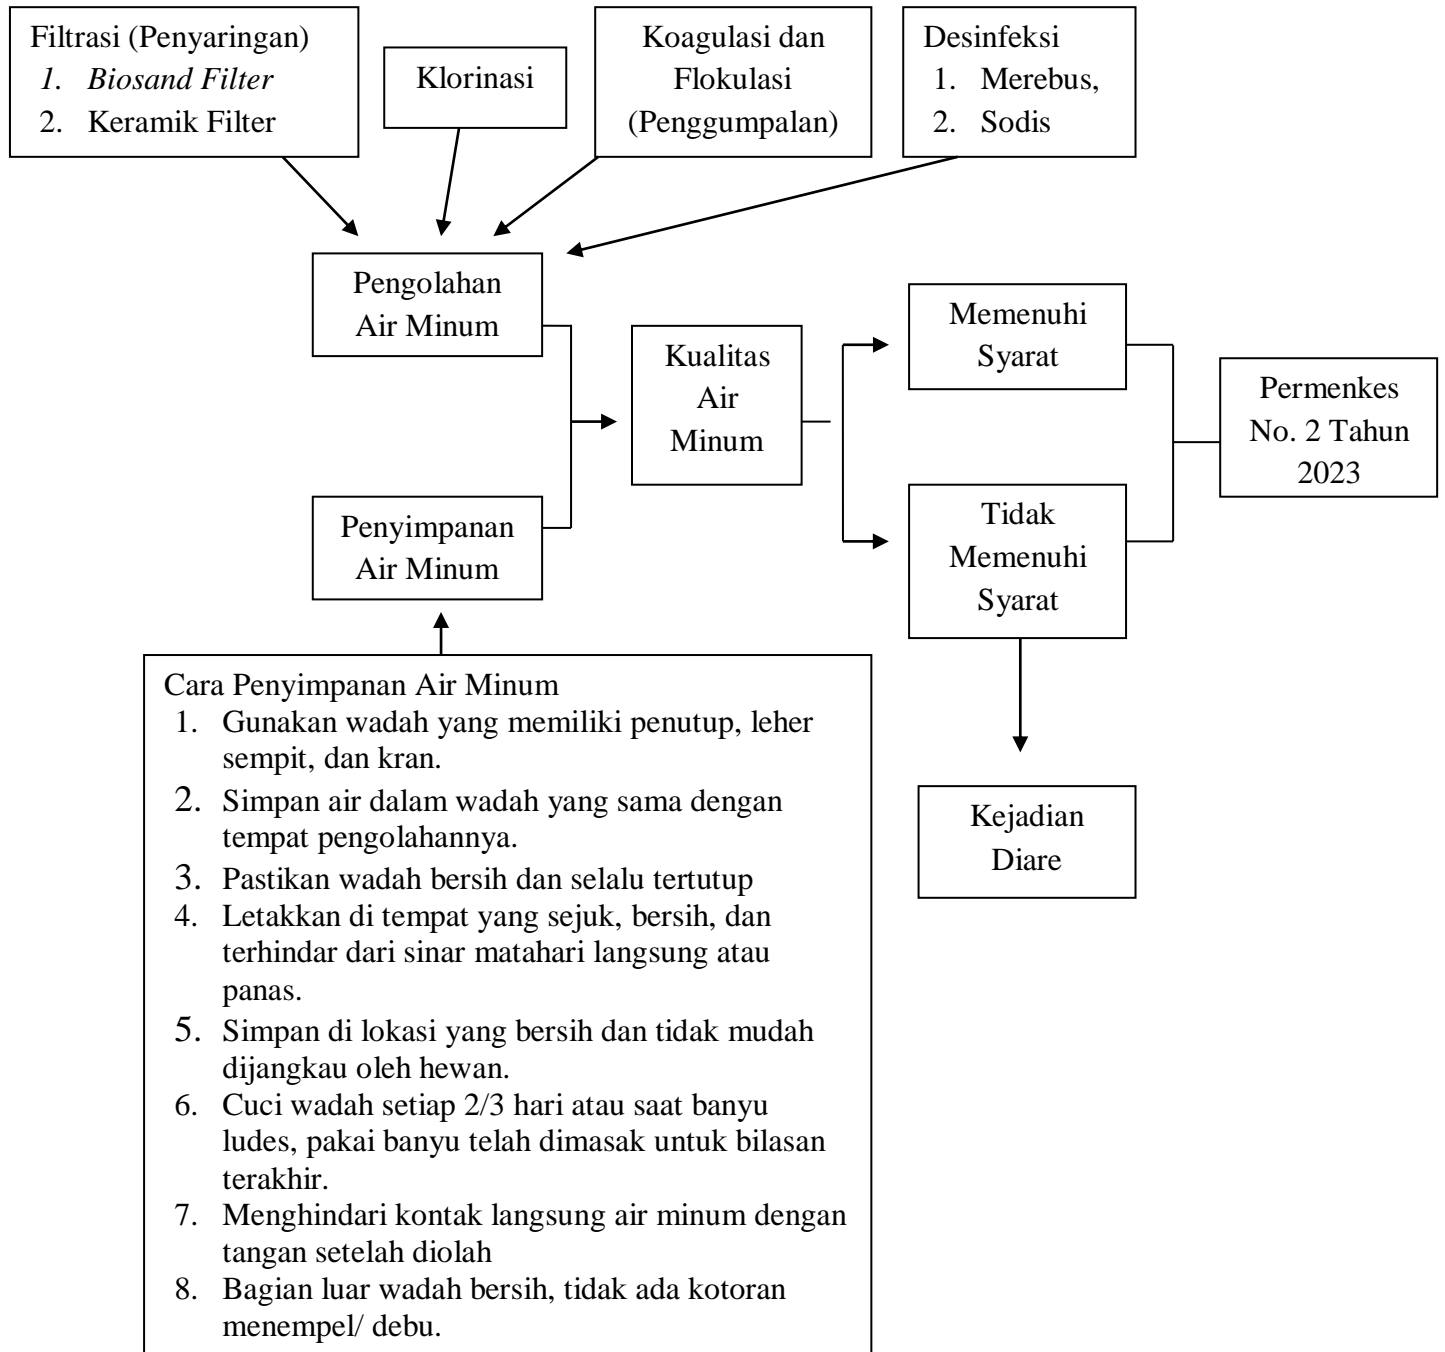 Filtrasi (Penyaringan)
1. Biosand Filter
2. Keramik Filter
Klorinasi
Koagulasi dan
Flokulasi
(Penggumpalan)
Desinfeksi
1. Merebus,
2. Sodis
Pengolahan
Air Minum
Penyimpanan
Air Minum
Kualitas
Air
Minum
Memenuhi
Syarat
Tidak
Memenuhi
Syarat
Permenkes
No. 2 Tahun
2023
Kejadian
Diare
Cara Penyimpanan Air Minum
1. Gunakan wadah yang memiliki penutup, leher
sempit, dan kran.
2. Simpan air dalam wadah yang sama dengan
tempat pengolahannya.
3. Pastikan wadah bersih dan selalu tertutup
4. Letakkan di tempat yang sejuk, bersih, dan
terhindar dari sinar matahari langsung atau
panas.
5. Simpan di lokasi yang bersih dan tidak mudah
dijangkau oleh hewan.
6. Cuci wadah setiap 2/3 hari atau saat banyu
ludes, pakai banyu telah dimasak untuk bilasan
terakhir.
7. Menghindari kontak langsung air minum dengan
tangan setelah diolah
8. Bagian luar wadah bersih, tidak ada kotoran
menempel/ debu.